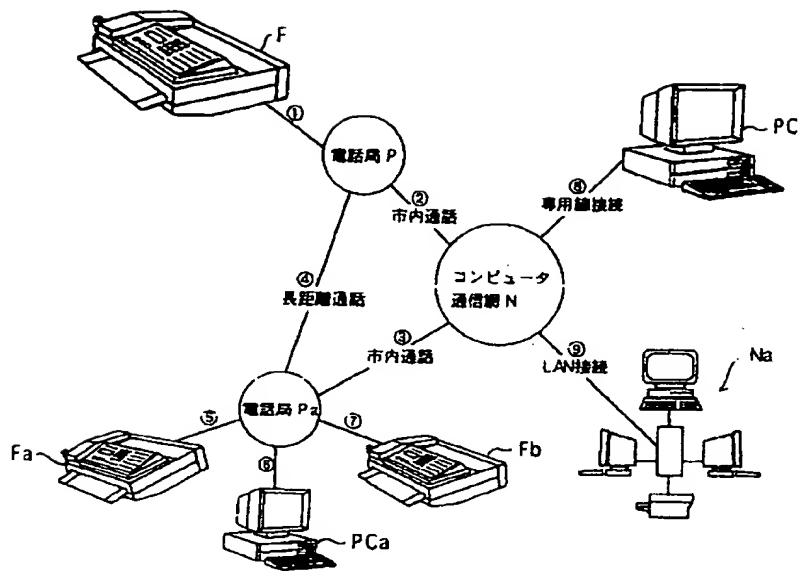 F
①
電話局 P
PC
②
市内通話
⑧
専用線接続
コンピュータ
通信網 N
④
長距離通話
③
市内通話
⑨
LAN接続
Na
電話局 Pa
⑤
⑦
Fa
⑥
Fb
PCa